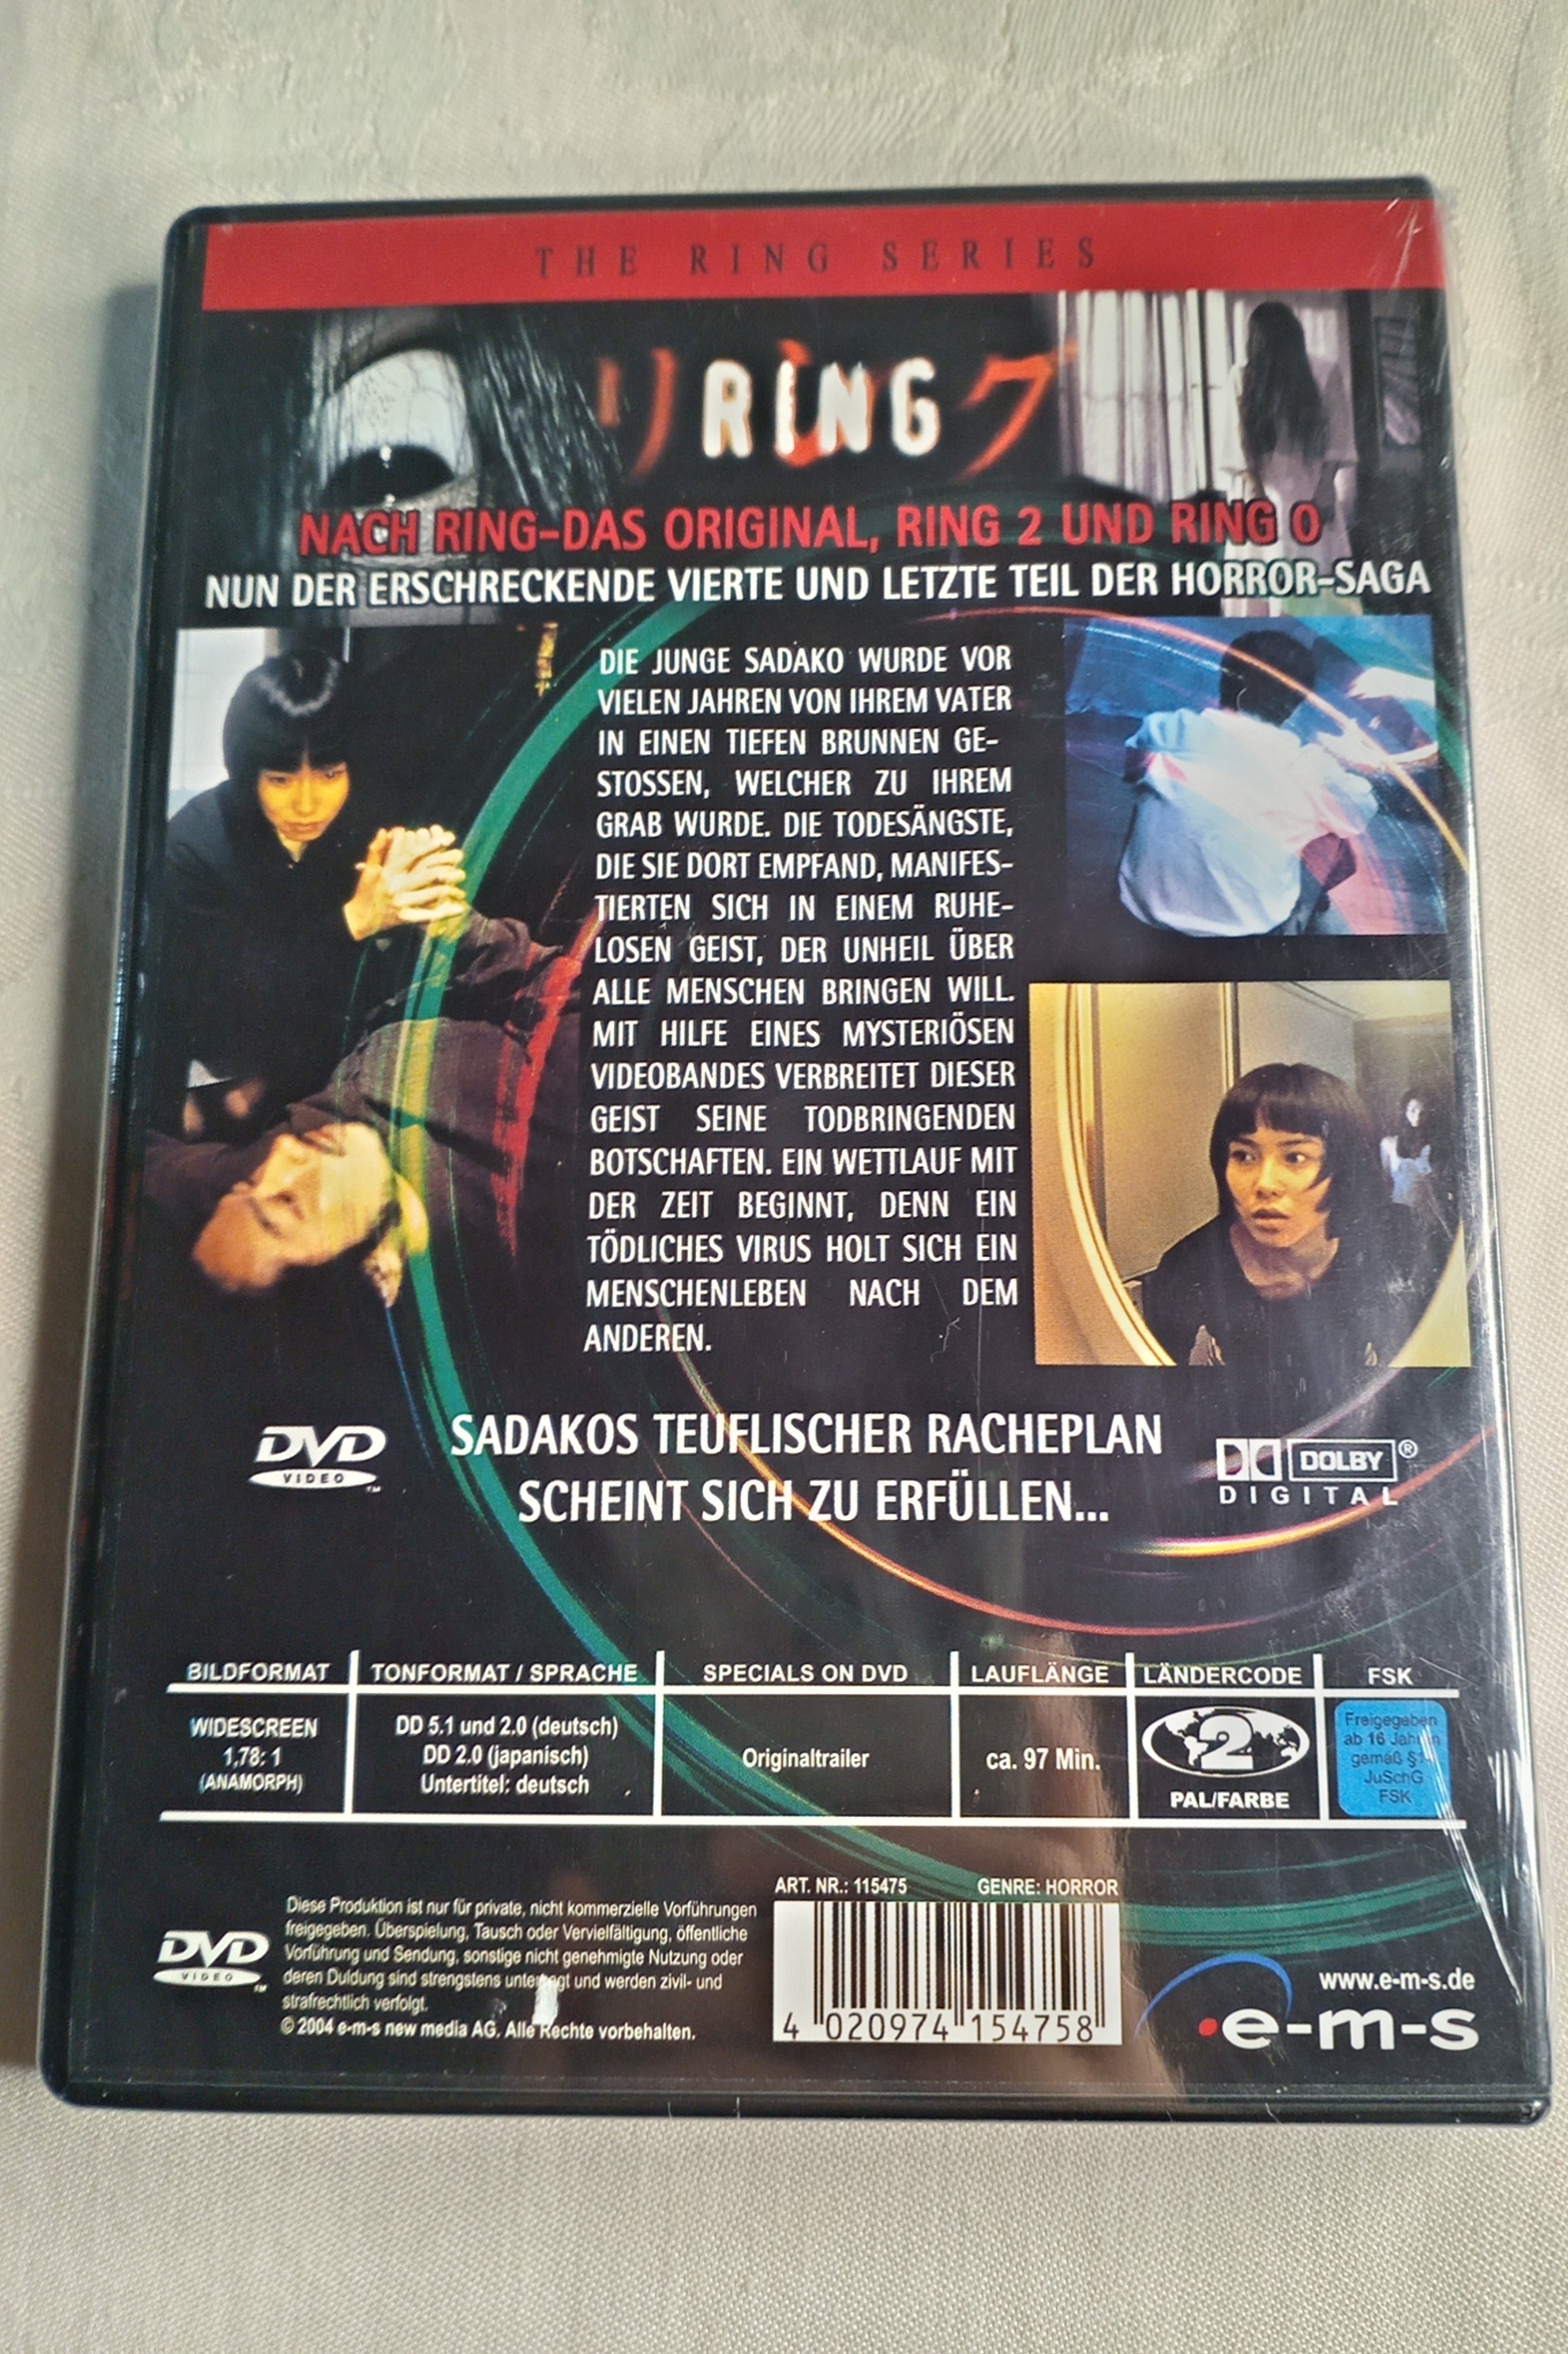 THE RING SERIES
リング
RING
NACH RING-DAS ORIGINAL, RING 2 UND RING 0
NUN DER ERSCHRECKENDE VIERTE UND LETZTE TEIL DER HORROR-SAGA
DIE JUNGE SADAKO WURDE VOR
VIELEN JAHREN VON IHREM VATER
IN EINEN TIEFEN BRUNNEN GE-
STOSSEN, WELCHER ZU IHREM
GRAB WURDE. DIE TODESÄNGSTE,
DIE SIE DORT EMPFAND, MANIFES-
TIERTEN SICH IN EINEM RUHE-
LOSEN GEIST, DER UNHEIL ÜBER
ALLE MENSCHEN BRINGEN WILL.
MIT HILFE EINES MYSTERIÖSEN
VIDEOBANDES VERBREITET DIESER
GEIST SEINE TODBRINGENDEN
BOTSCHAFTEN. EIN WETTLAUF MIT
DER ZEIT BEGINNT, DENN EIN
TÖDLICHES VIRUS HOLT SICH EIN
MENSCHENLEBEN NACH DEM
ANDEREN.
DVD
VIDEO
TM
SADAKOS TEUFLISCHER RACHEPLAN
SCHEINT SICH ZU ERFÜLLEN...
DOLBY®
DIGITAL
BILDFORMAT
WIDESCREEN
1,78:1
(ANAMORPH)
TONFORMAT / SPRACHE
DD 5.1 und 2.0 (deutsch)
DD 2.0 (japanisch)
Untertitel: deutsch
SPECIALS ON DVD
Originaltrailer
LAUFLÄNGE
ca. 97 Min.
LÄNDERCODE
2
PAL/FARBE
FSK
Freigegeben
ab 16 Jahren
gemäß §14
JuSchG
FSK
DVD
VIDEO
TM
Diese Produktion ist nur für private, nicht kommerzielle Vorführungen
freigegeben. Überspielung, Tausch oder Vervielfältigung, öffentliche
Vorführung und Sendung, sonstige nicht genehmigte Nutzung oder
deren Duldung sind strengstens untersagt und werden zivil- und
strafrechtlich verfolgt.
© 2004 e-m-s new media AG. Alle Rechte vorbehalten.
ART. NR.: 115475 GENRE: HORROR
4 020974 154758
www.e-m-s.de
e-m-s